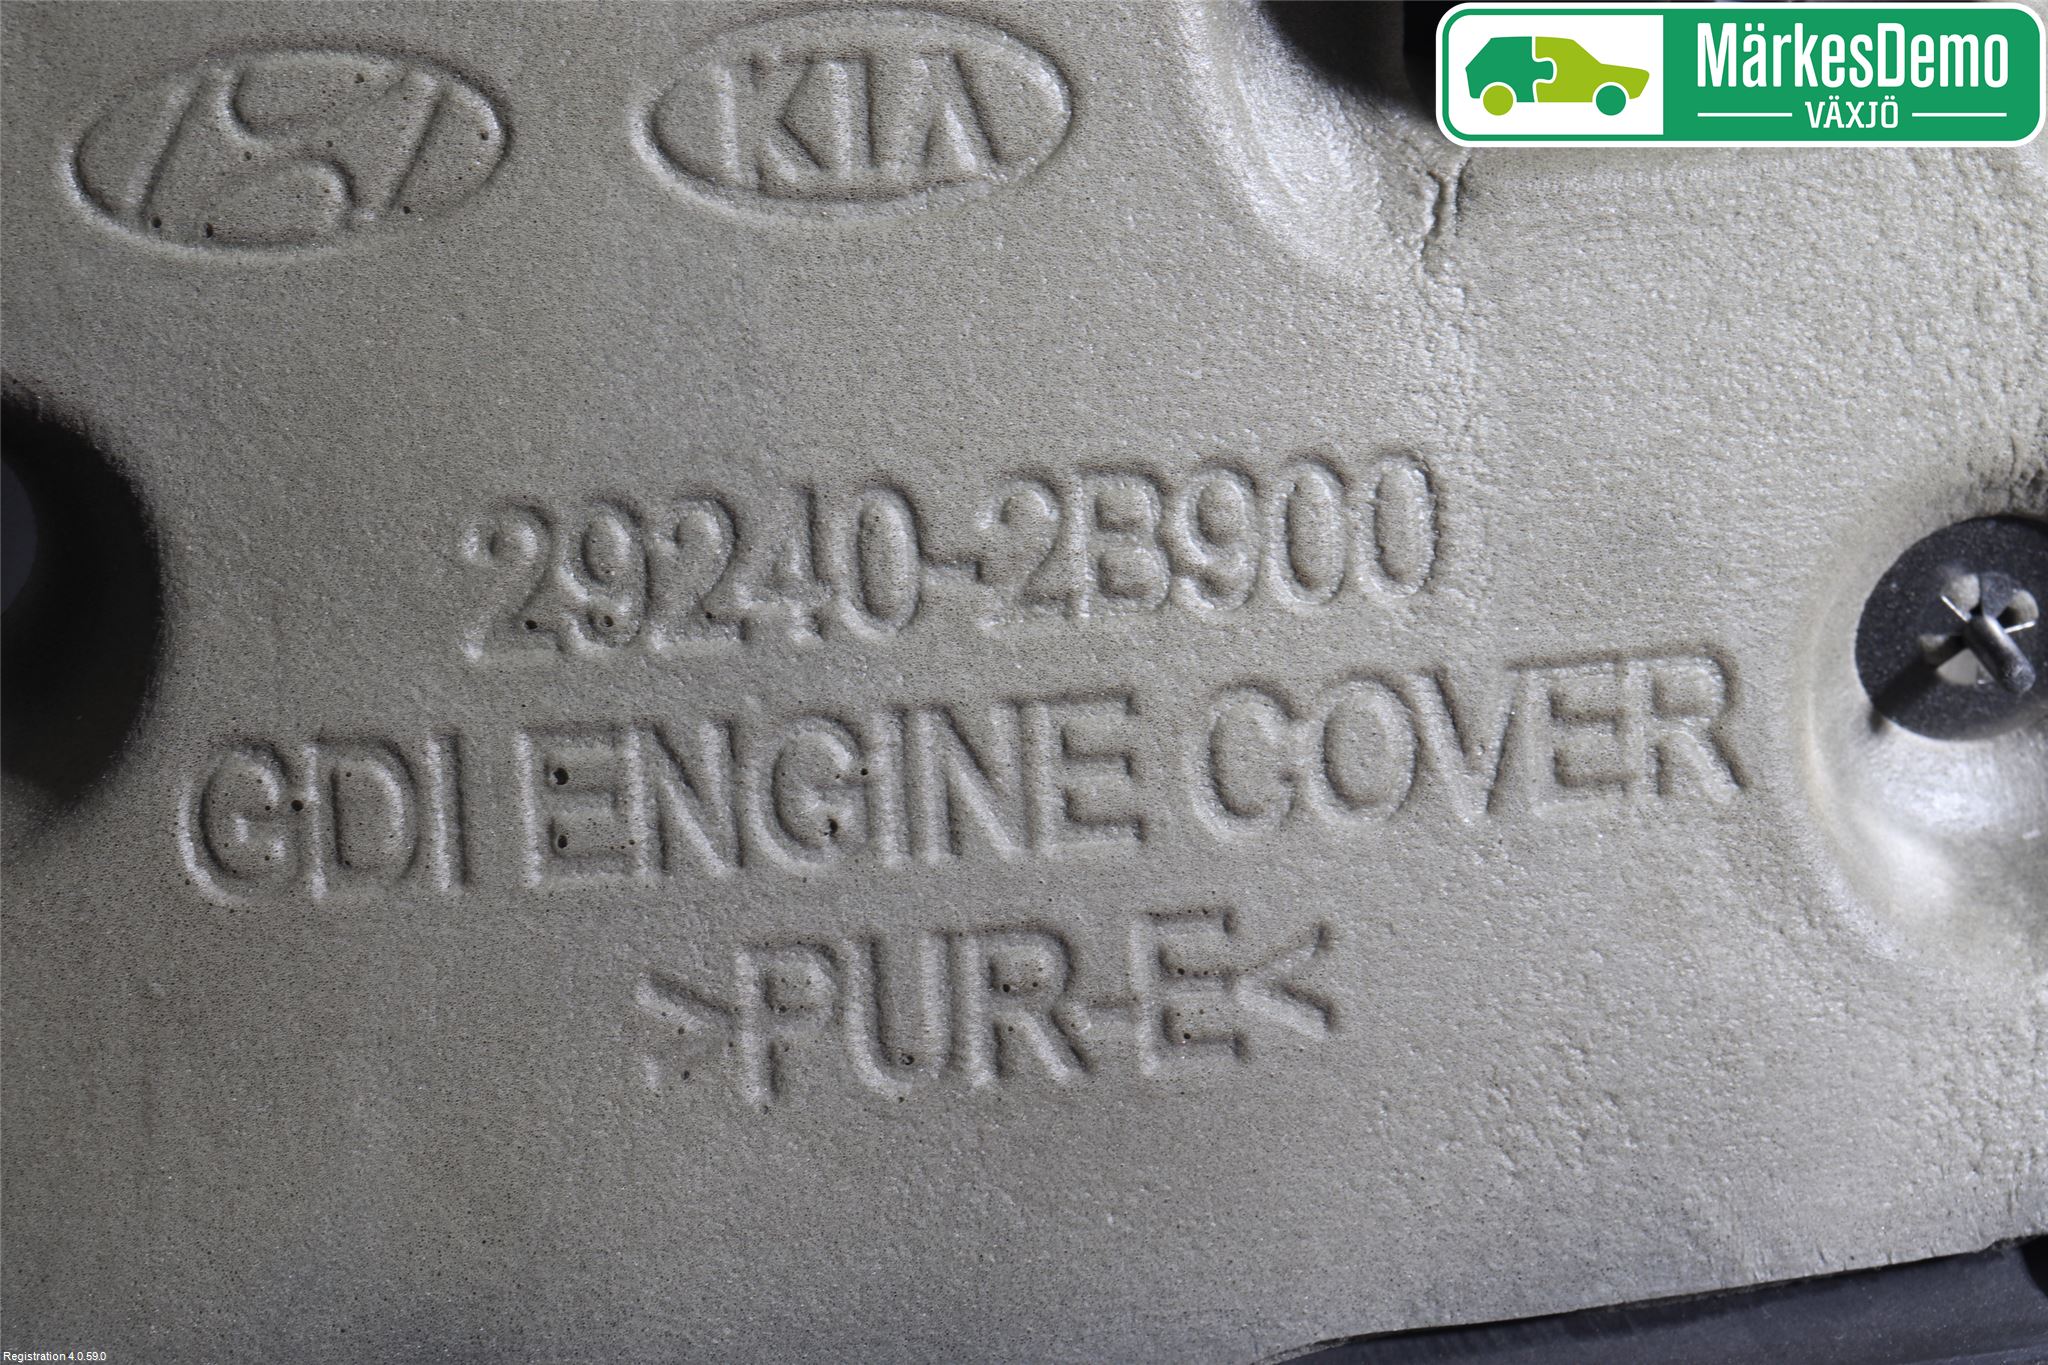 MärkesDemo
VÄXJÖ
KIA
29240-2B900
GDI ENGINE COVER
>PUR-E<
Registration 4.0.59.0